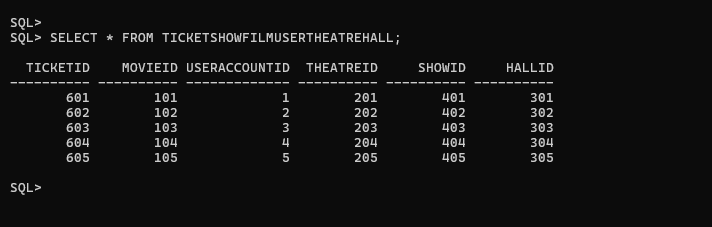 SQL>
SQL> SELECT * FROM TICKETSHOWFILMUSERTHEATREHALL;
  TICKETID    MOVIEID USERACCOUNTID  THEATREID     SHOWID     HALLID
---------- ---------- ------------- ---------- ---------- ----------
       601        101             1        201        401        301
       602        102             2        202        402        302
       603        103             3        203        403        303
       604        104             4        204        404        304
       605        105             5        205        405        305
SQL>